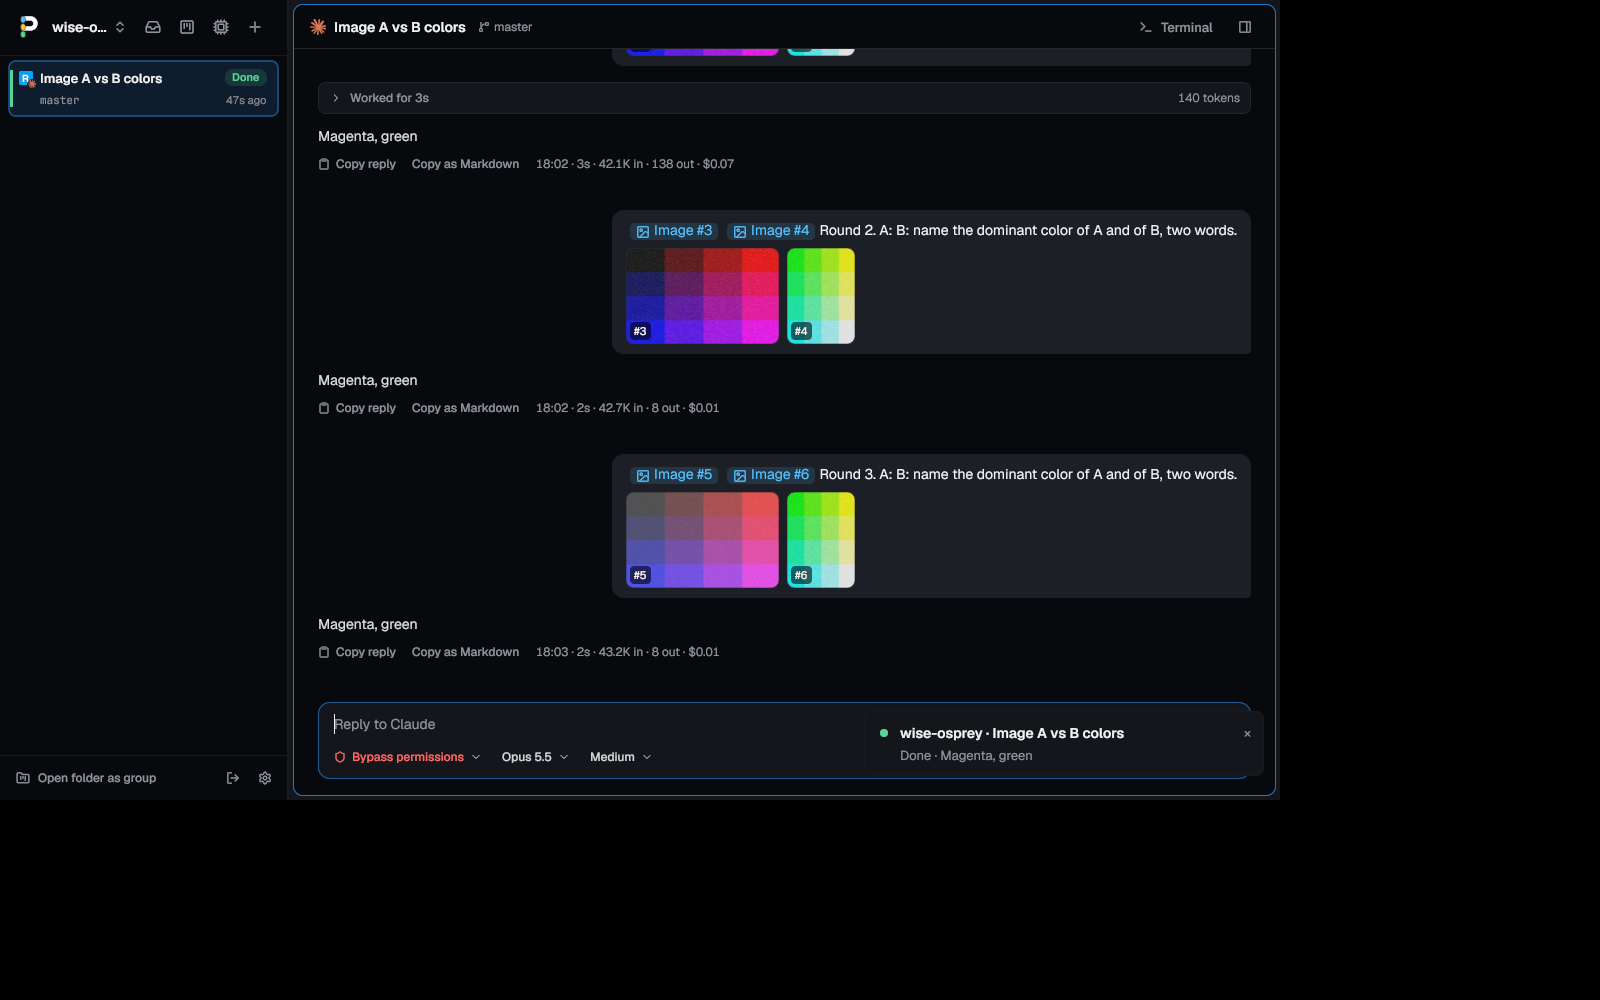 wise-o...
Image A vs B colors
Done
master
47s ago
Open folder as group
Image A vs B colors
master
Terminal
Worked for 3s
140 tokens
Magenta, green
Copy reply
Copy as Markdown
18:02 · 3s · 42.1K in · 138 out · $0.07
Image #3 Image #4 Round 2. A: B: name the dominant color of A and of B, two words.
#3
#4
Magenta, green
Copy reply
Copy as Markdown
18:02 · 2s · 42.7K in · 8 out · $0.01
Image #5 Image #6 Round 3. A: B: name the dominant color of A and of B, two words.
#5
#6
Magenta, green
Copy reply
Copy as Markdown
18:03 · 2s · 43.2K in · 8 out · $0.01
Reply to Claude
Bypass permissions
Opus 5.5
Medium
wise-osprey · Image A vs B colors
Done · Magenta, green